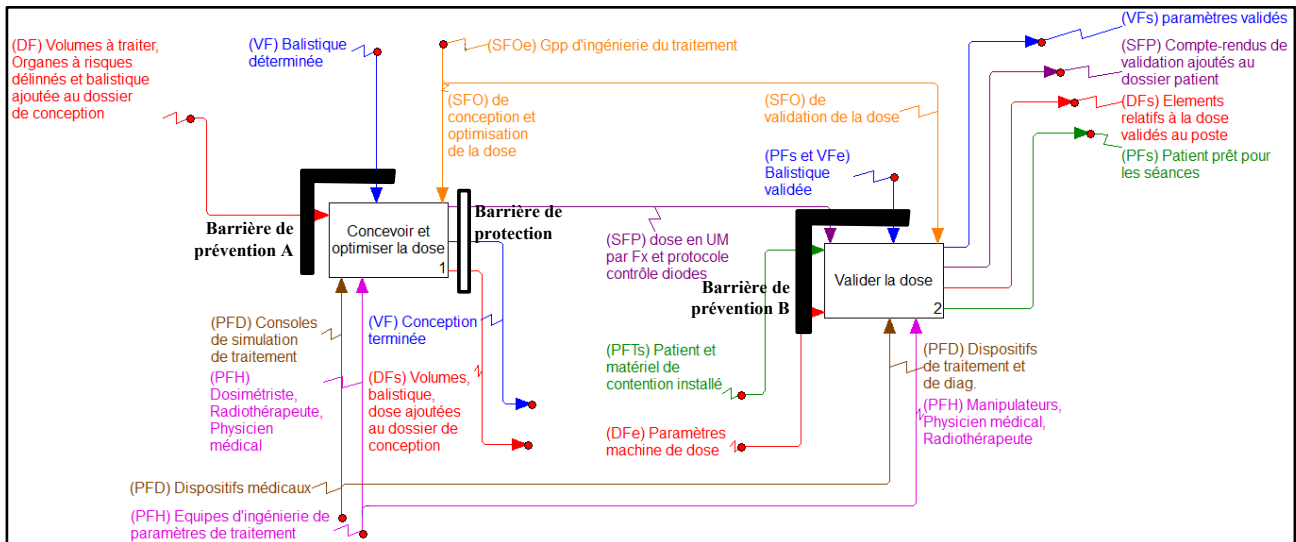 (DF) Volumes à traiter,
Organes à risques
délinnés et balistique
ajoutée au dossier
de conception
(VF) Balistique
déterminée
(SFOe) Gpp d'ingénierie du traitement
(SFO) de
conception et
optimisation
de la dose
(SFO) de
validation de la dose
(PFs et VFe)
Balistique
validée
(VFs) paramètres validés
(SFP) Compte-rendus de
validation ajoutés au
dossier patient
(DFs) Elements
relatifs à la dose
validés au poste
(PFs) Patient prêt pour
les séances
Barrière de
prévention A
Concevoir et
optimiser la dose
1
Barrière de
protection
(SFP) dose en UM
par Fx et protocole
contrôle diodes
Barrière de
prévention B
Valider la dose
2
(PFD) Consoles
de simulation
de traitement
(VF) Conception
terminée
(PFH)
Dosimétriste,
Radiothérapeute,
Physicien
médical
(DFs) Volumes,
balistique,
dose ajoutées
au dossier de
conception
(PFTs) Patient et
matériel de
contention installé
(DFe) Paramètres
machine de dose
(PFD) Dispositifs
de traitement et
de diag.
(PFH) Manipulateurs,
Physicien médical,
Radiothérapeute
(PFD) Dispositifs médicaux
(PFH) Equipes d'ingénierie de
paramètres de traitement